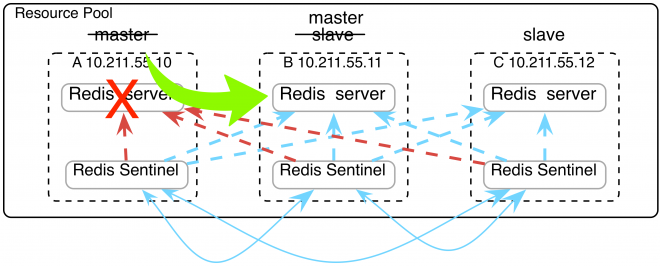 Resource Pool
master
master
slave
slave
A 10.211.55.10
B 10.211.55.11
C 10.211.55.12
Redis server
Redis server
Redis server
Redis Sentinel
Redis Sentinel
Redis Sentinel